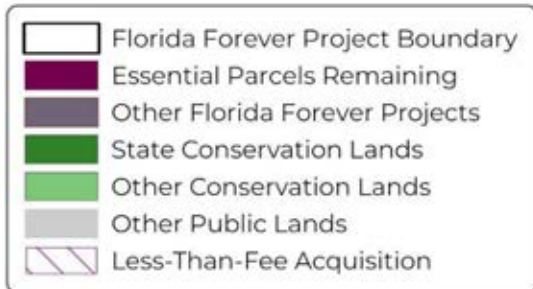 Florida Forever Project Boundary
Essential Parcels Remaining
Other Florida Forever Projects
State Conservation Lands
Other Conservation Lands
Other Public Lands
Less-Than-Fee Acquisition